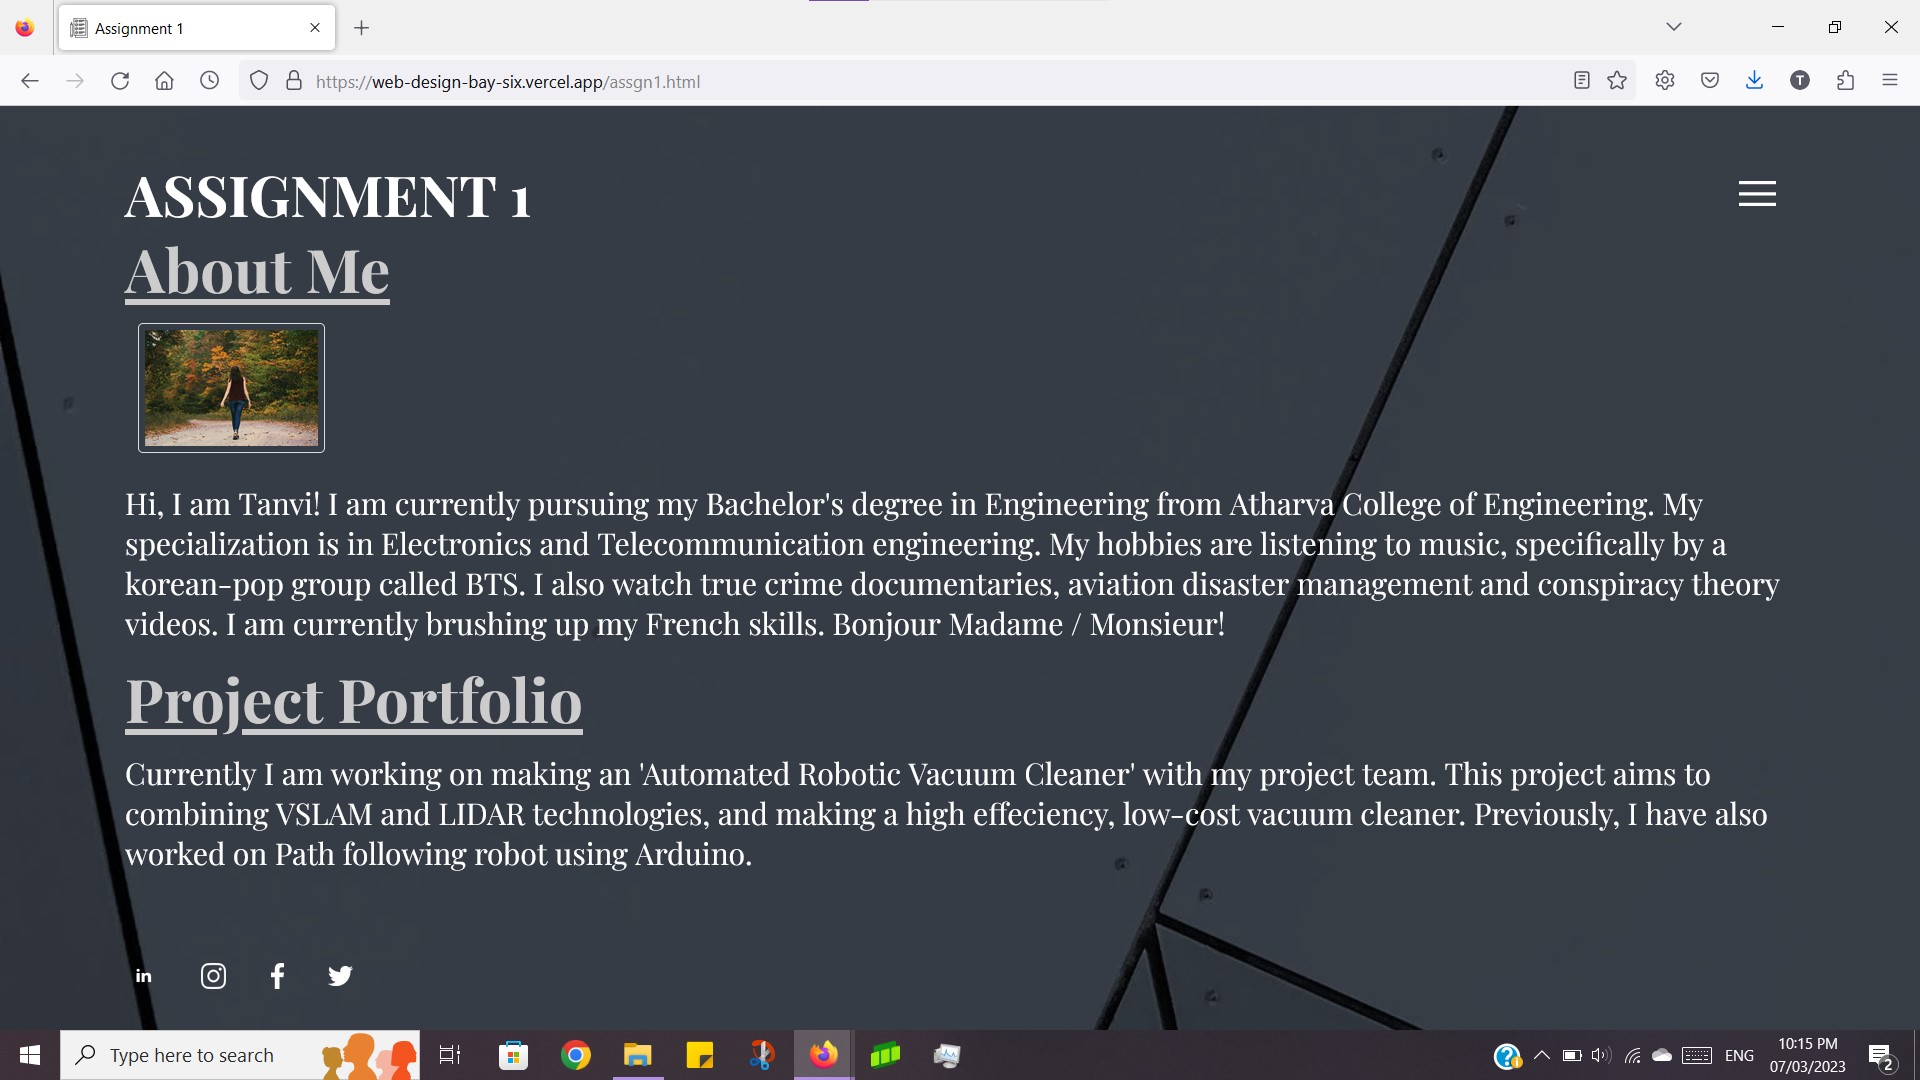 Assignment 1
https://web-design-bay-six.vercel.app/assgn1.html
T
ASSIGNMENT 1
About Me
Hi, I am Tanvi! I am currently pursuing my Bachelor's degree in Engineering from Atharva College of Engineering. My
specialization is in Electronics and Telecommunication engineering. My hobbies are listening to music, specifically by a
korean-pop group called BTS. I also watch true crime documentaries, aviation disaster management and conspiracy theory
videos. I am currently brushing up my French skills. Bonjour Madame / Monsieur!
Project Portfolio
Currently I am working on making an 'Automated Robotic Vacuum Cleaner' with my project team. This project aims to
combining VSLAM and LIDAR technologies, and making a high effeciency, low-cost vacuum cleaner. Previously, I have also
worked on Path following robot using Arduino.
in
Type here to search
ENG
10:15 PM
07/03/2023
2